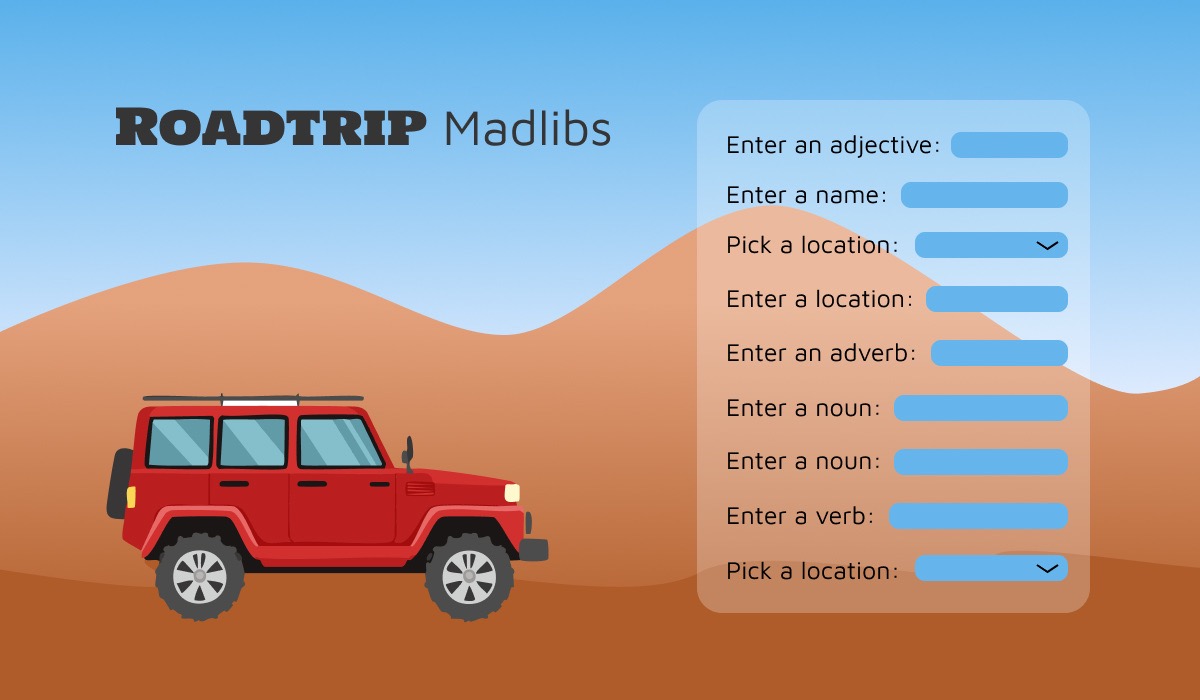 ROADTRIP Madlibs
Enter an adjective:
Enter a name:
Pick a location:
Enter a location:
Enter an adverb:
Enter a noun:
Enter a noun:
Enter a verb:
Pick a location: